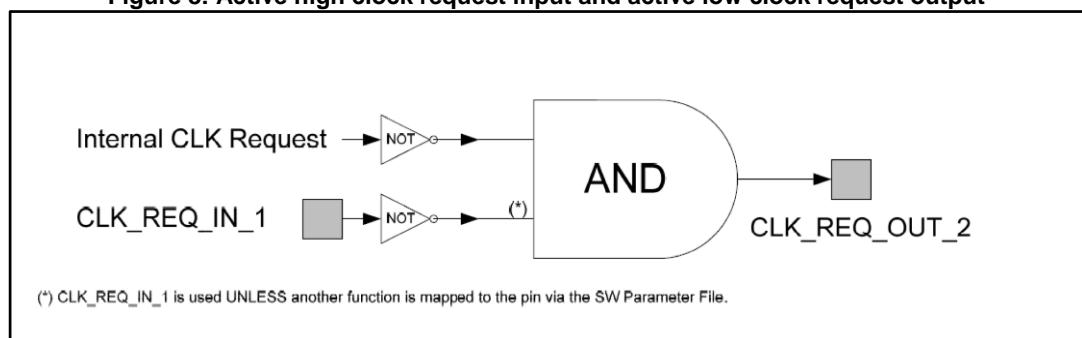 Figure 8. Active high clock request input and active low clock request output
Internal CLK Request
NOT
AND
CLK_REQ_IN_1
NOT
(*)
CLK_REQ_OUT_2
(*) CLK_REQ_IN_1 is used UNLESS another function is mapped to the pin via the SW Parameter File.